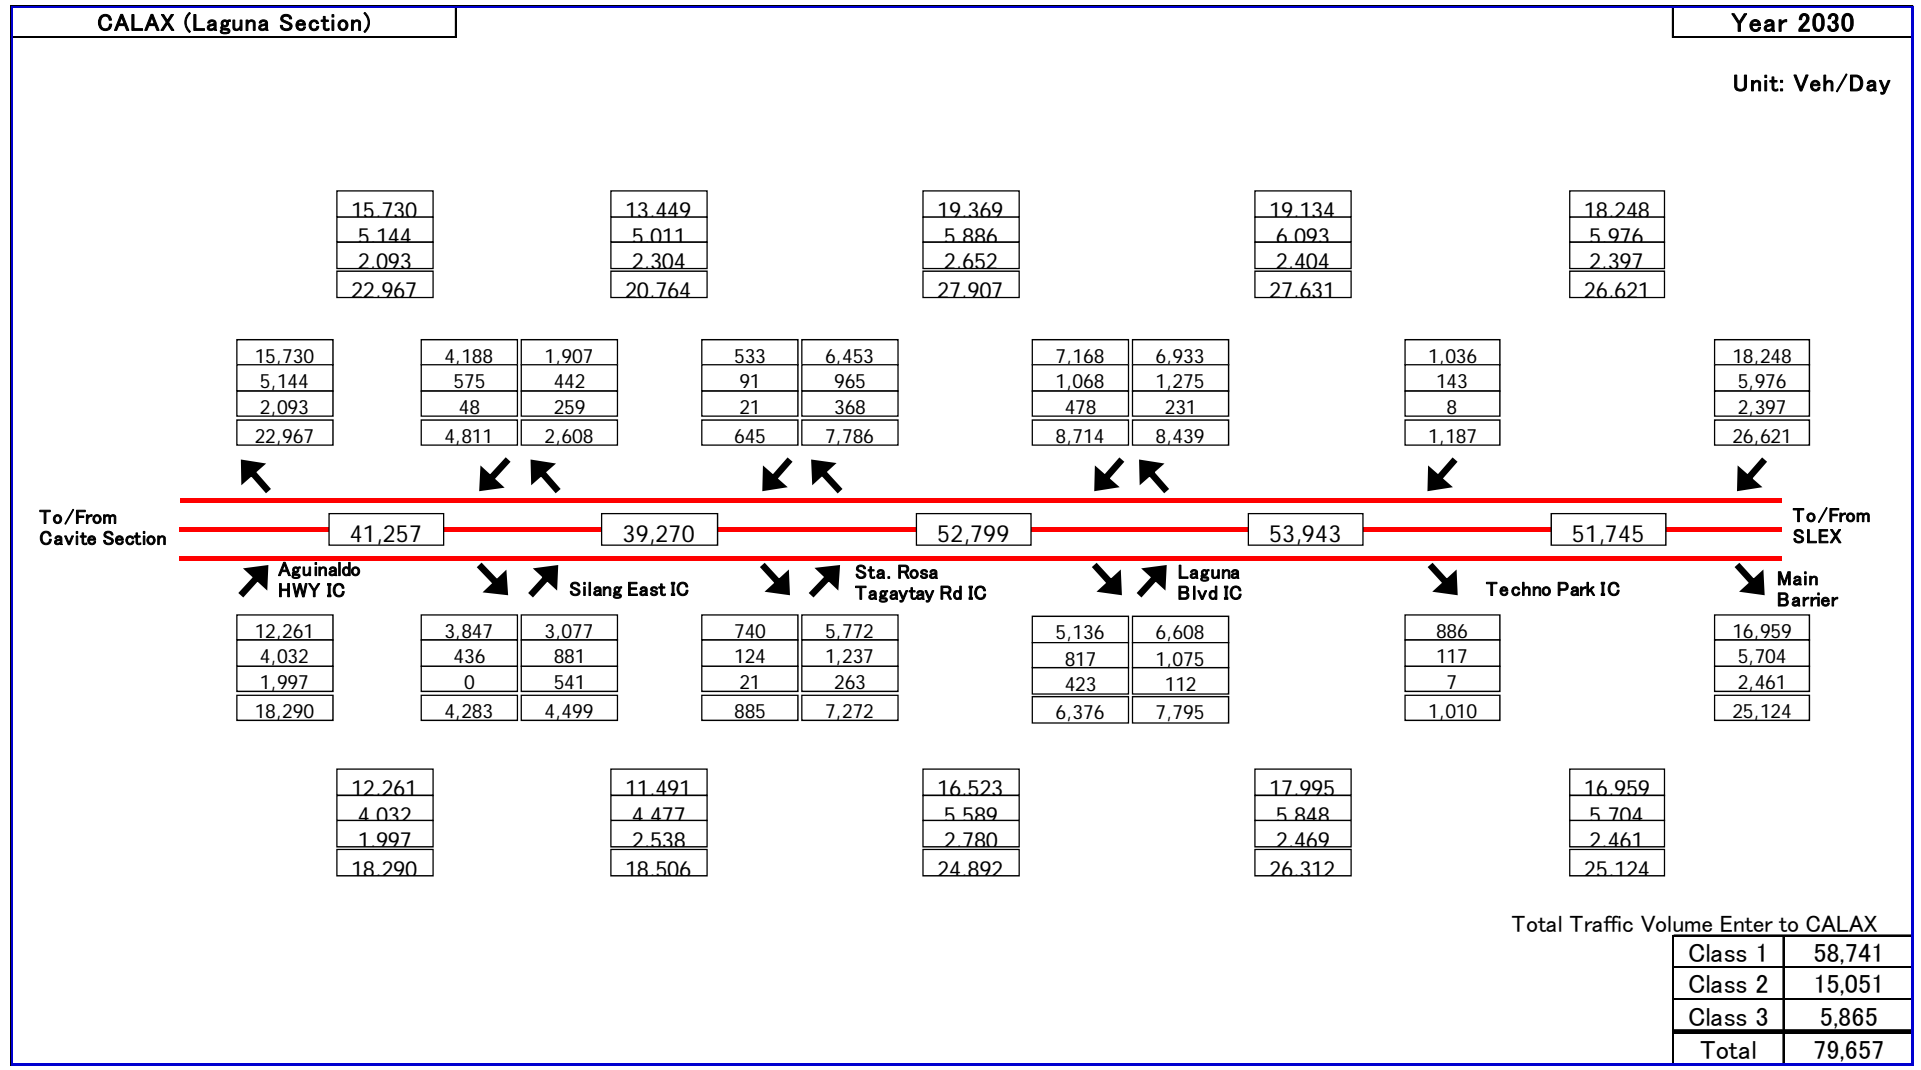 CALAX (Laguna Section)
Year 2030
Unit: Veh/Day
15,730 13,449 19,369 19,134 18,248
5,144 5,011 5,886 6,093 5,976
2,093 2,304 2,652 2,404 2,397
22,967 20,764 27,907 27,631 26,621
15,730 4,188 1,907 533 6,453 7,168 6,933 1,036 18,248
5,144 575 442 91 965 1,068 1,275 143 5,976
2,093 48 259 21 368 478 231 8 2,397
22,967 4,811 2,608 645 7,786 8,714 8,439 1,187 26,621
To/From
Cavite Section
41,257 39,270 52,799 53,943 51,745
To/From
SLEX
Aguinaldo
HWY IC
Silang East IC
Sta. Rosa
Tagaytay Rd IC
Laguna
Blvd IC
Techno Park IC
Main
Barrier
12,261 3,847 3,077 740 5,772 5,136 6,608 886 16,959
4,032 436 881 124 1,237 817 1,075 117 5,704
1,997 0 541 21 263 423 112 7 2,461
18,290 4,283 4,499 885 7,272 6,376 7,795 1,010 25,124
12,261 11,491 16,523 17,995 16,959
4,032 4,477 5,589 5,848 5,704
1,997 2,538 2,780 2,469 2,461
18,290 18,506 24,892 26,312 25,124
Total Traffic Volume Enter to CALAX
Class 1 58,741
Class 2 15,051
Class 3 5,865
Total 79,657